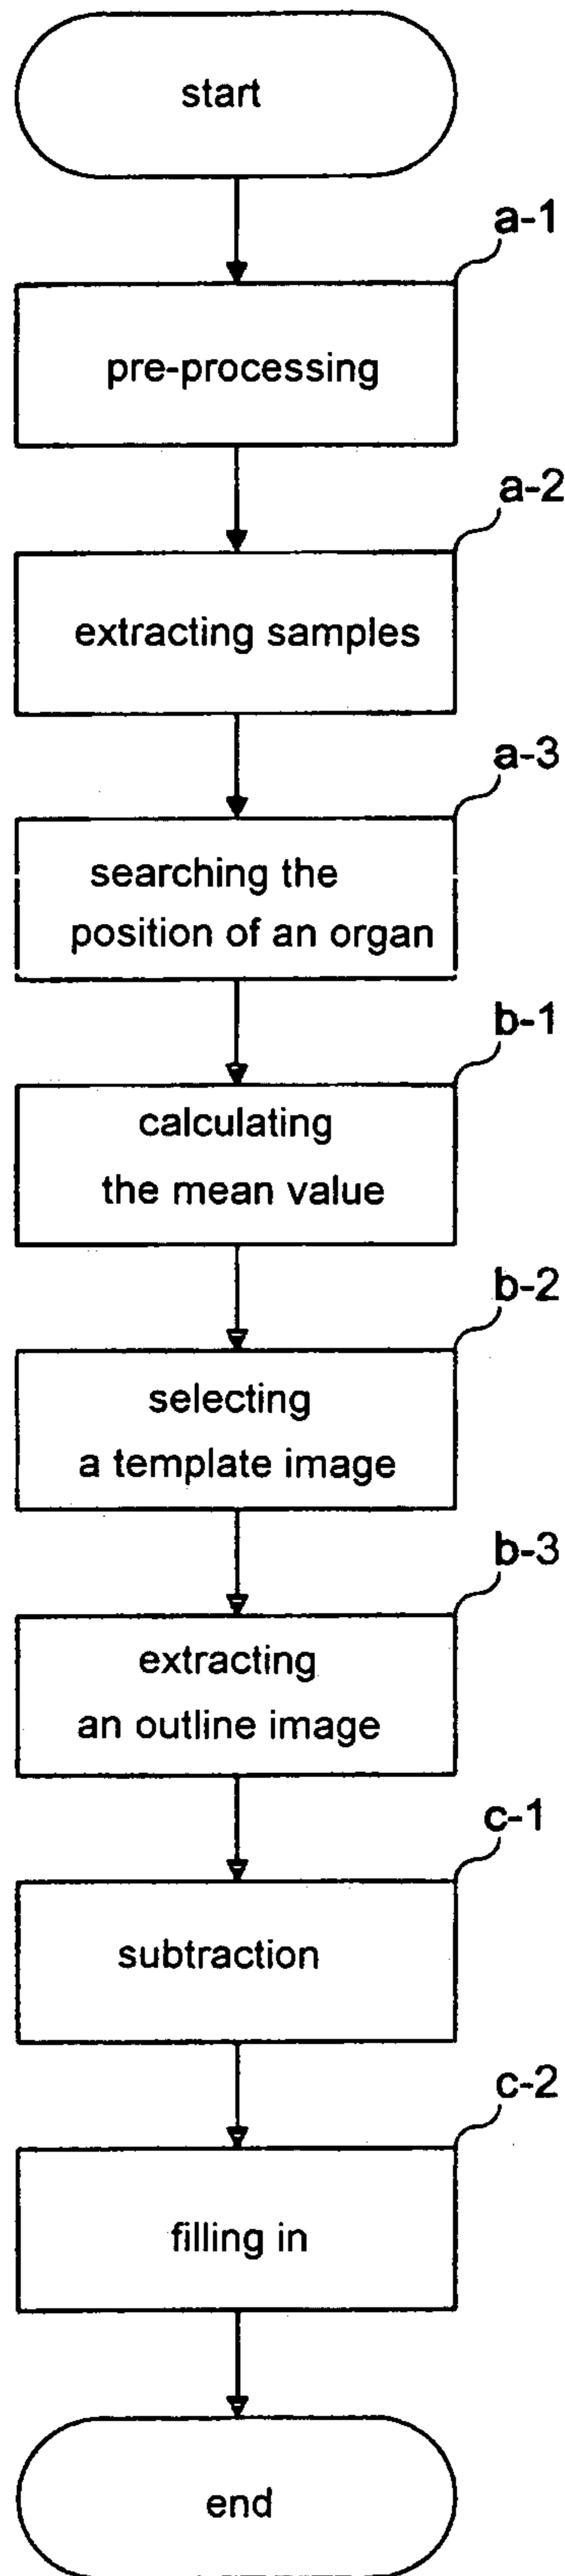 start
a-1
pre-processing
a-2
extracting samples
a-3
searching the
position of an organ
b-1
calculating
the mean value
b-2
selecting
a template image
b-3
extracting
an outline image
c-1
subtraction
c-2
filling in
end